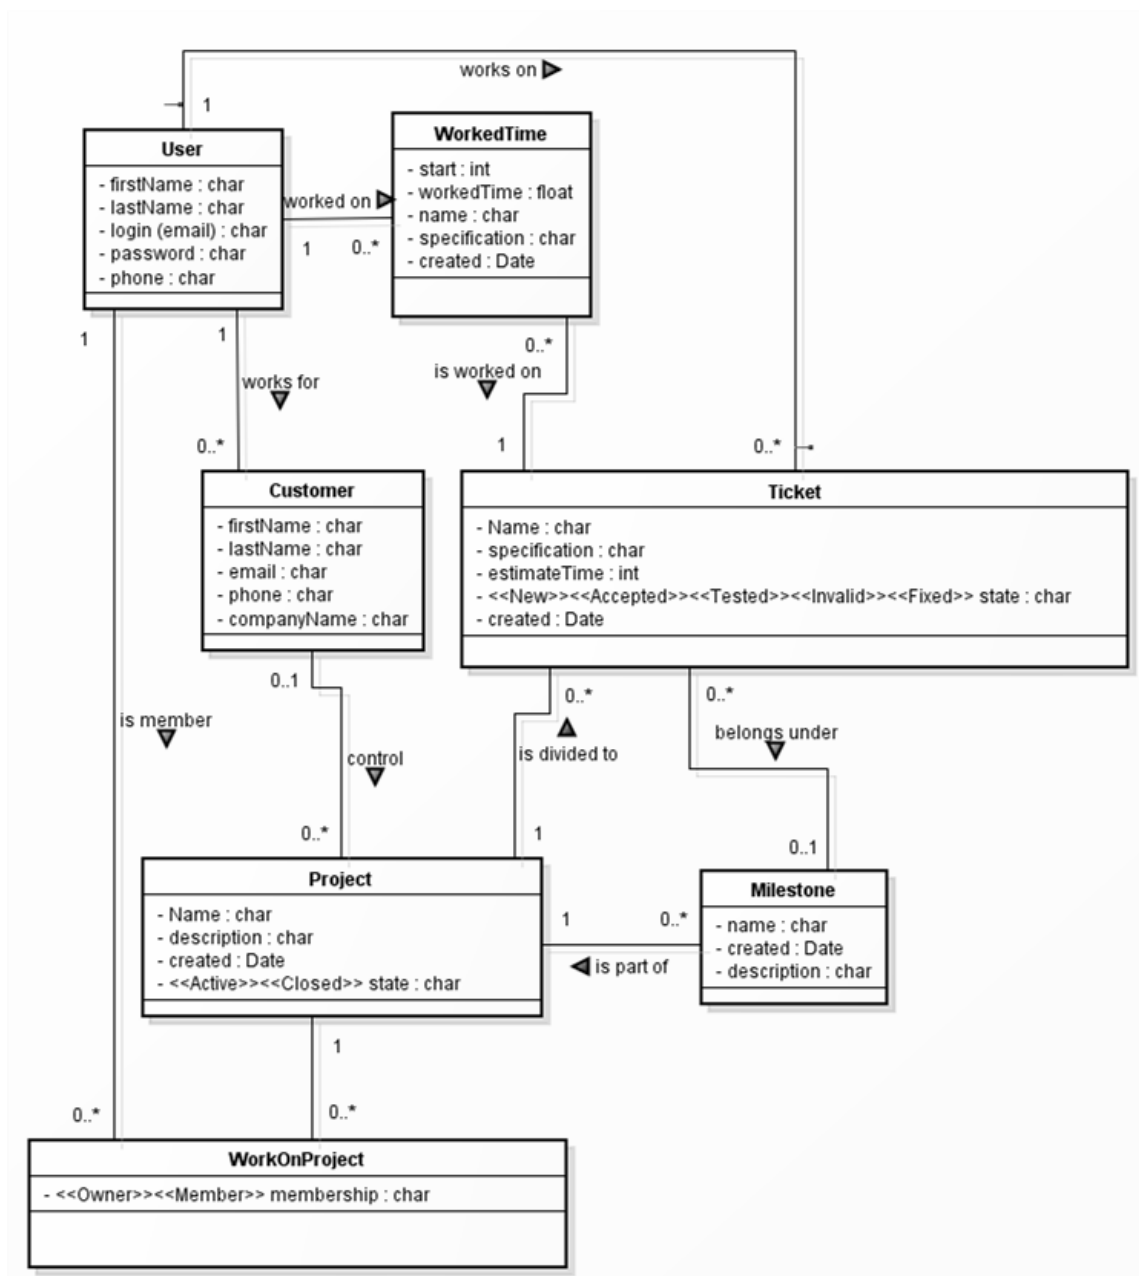 works on
1
User
- firstName : char
- lastName : char
- login (email) : char
- password : char
- phone : char
worked on
1
0..*
WorkedTime
- start : int
- workedTime : float
- name : char
- specification : char
- created : Date
1
1
works for
0..*
0..*
is worked on
1
0..*
Customer
- firstName : char
- lastName : char
- email : char
- phone : char
- companyName : char
Ticket
- Name : char
- specification : char
- estimateTime : int
- <<New>><<Accepted>><<Tested>><<Invalid>><<Fixed>> state : char
- created : Date
0..1
is member
control
0..*
0..*
is divided to
1
0..*
belongs under
0..1
Project
- Name : char
- description : char
- created : Date
- <<Active>><<Closed>> state : char
1
0..*
is part of
Milestone
- name : char
- created : Date
- description : char
1
0..*
0..*
WorkOnProject
- <<Owner>><<Member>> membership : char